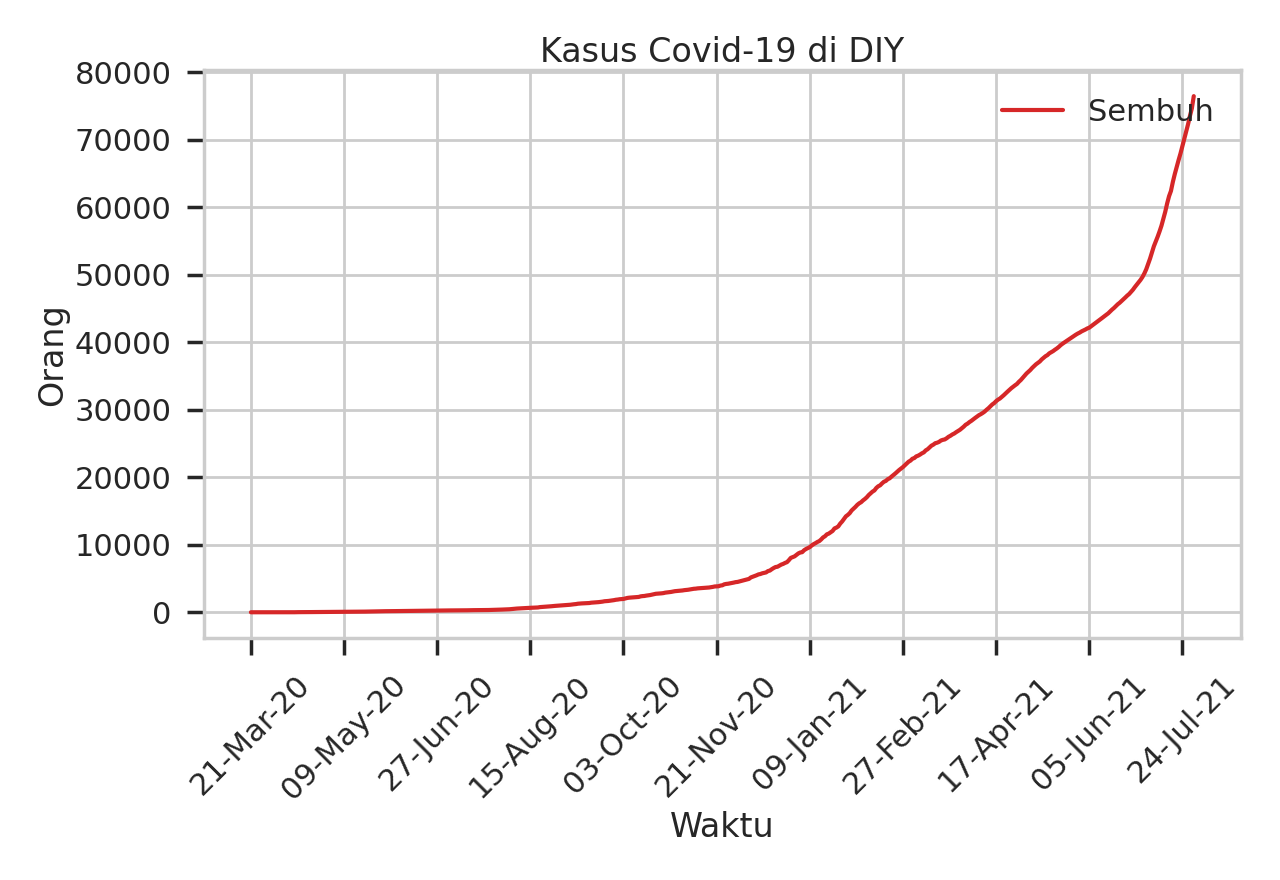 Kasus Covid-19 di DIY
80000
70000
60000
50000
40000
30000
20000
10000
0
Orang
Sembuh
21-Mar-20
09-May-20
27-Jun-20
15-Aug-20
03-Oct-20
21-Nov-20
09-Jan-21
27-Feb-21
17-Apr-21
05-Jun-21
24-Jul-21
Waktu